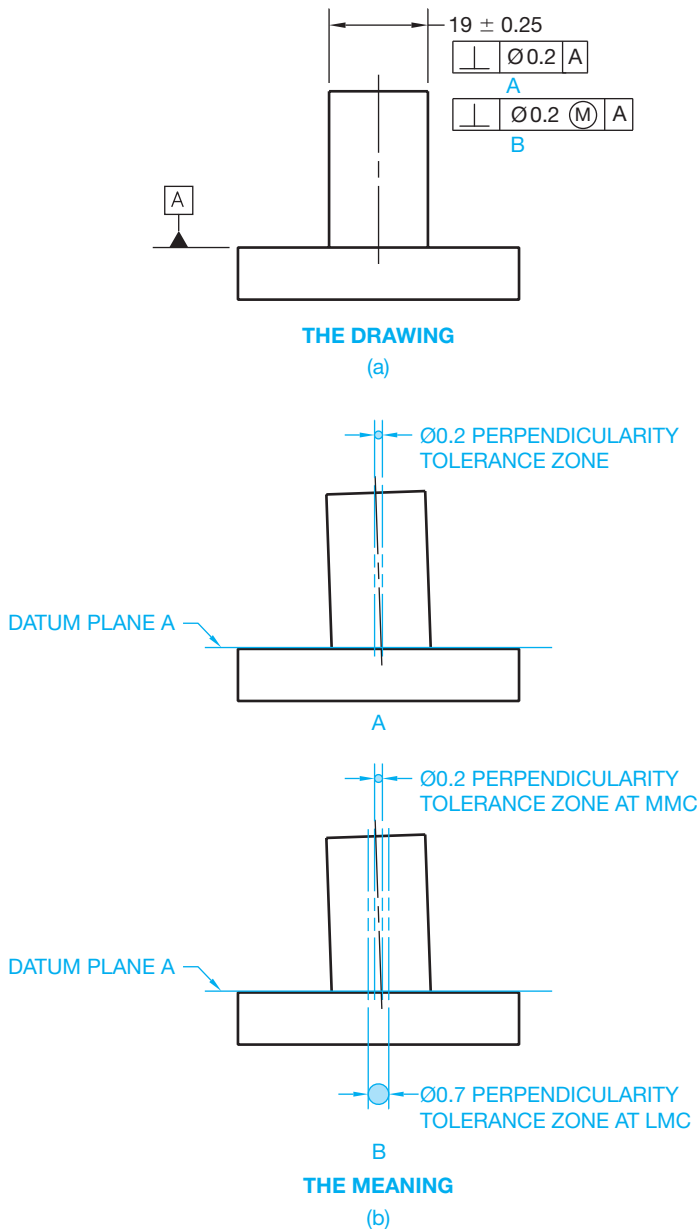 19 ± 0.25
⊥ Ø0.2 A
A
⊥ Ø0.2 Ⓜ A
B
A
THE DRAWING
(a)
Ø0.2 PERPENDICULARITY
TOLERANCE ZONE
DATUM PLANE A
A
Ø0.2 PERPENDICULARITY
TOLERANCE ZONE AT MMC
DATUM PLANE A
Ø0.7 PERPENDICULARITY
TOLERANCE ZONE AT LMC
B
THE MEANING
(b)